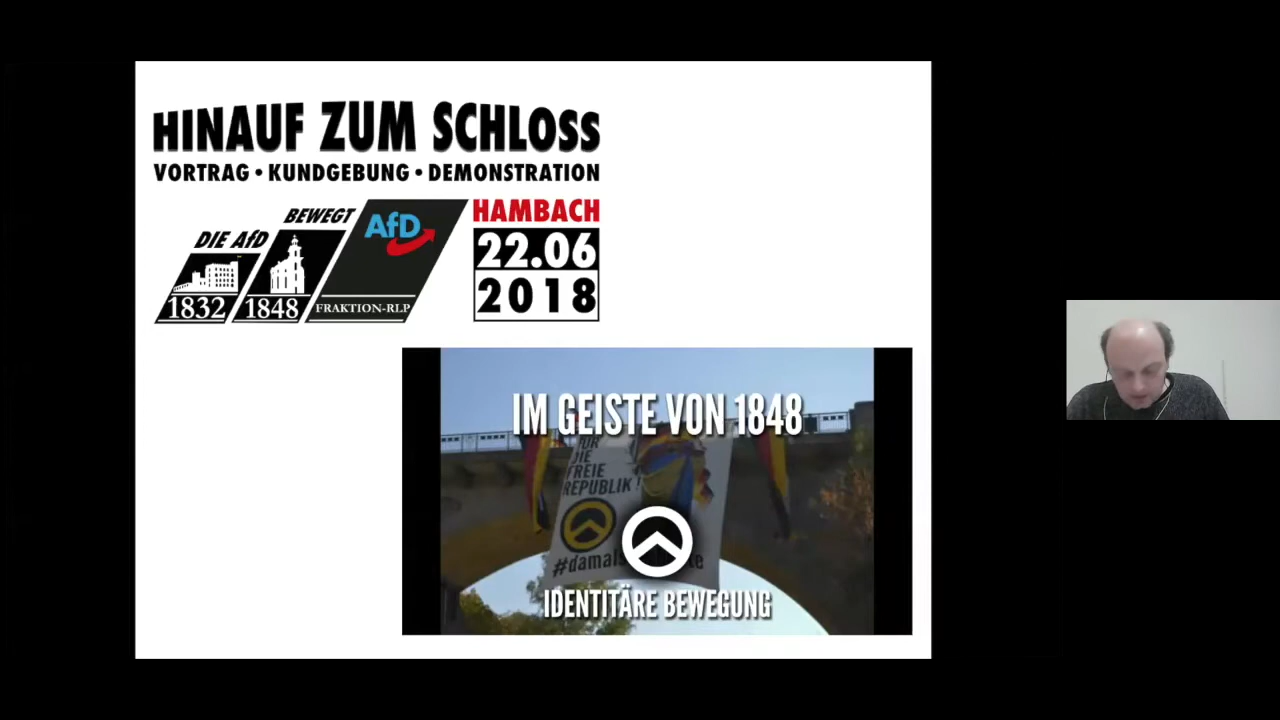 HINAUF ZUM SCHLOSS
VORTRAG • KUNDGEBUNG • DEMONSTRATION
DIE AfD
BEWEGT
AfD
1832
1848
FRAKTION-RLP
HAMBACH
22.06
2018
IM GEISTE VON 1848
FÜR
DIE
FREIE
REPUBLIK!
#damals
IDENTITÄRE BEWEGUNG